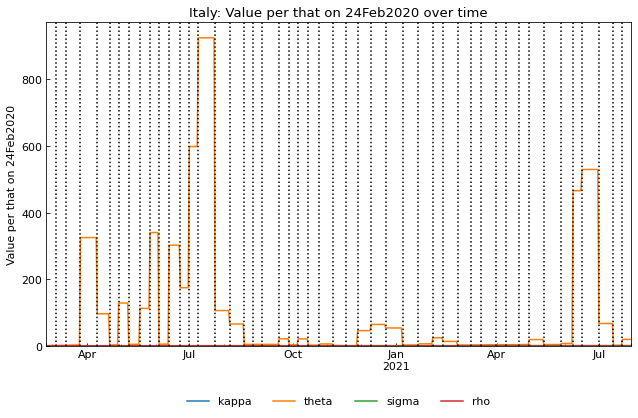 Italy: Value per that on 24Feb2020 over time
Value per that on 24Feb2020
800
600
400
200
0
Apr Jul Oct Jan Apr Jul
2021
kappa theta sigma rho